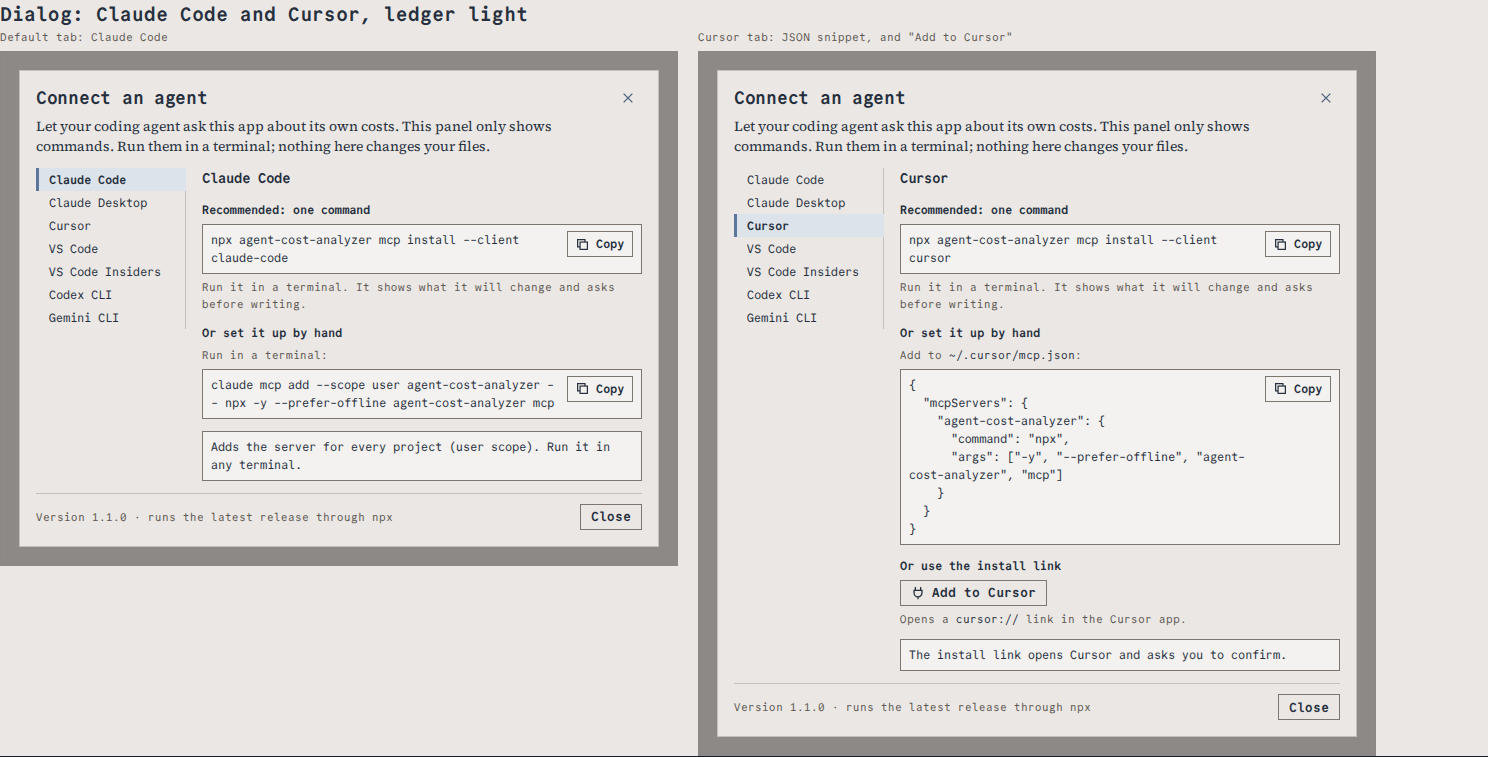 Dialog: Claude Code and Cursor, ledger light
Default tab: Claude Code
Connect an agent
Let your coding agent ask this app about its own costs. This panel only shows
commands. Run them in a terminal; nothing here changes your files.
Claude Code
Claude Desktop
Cursor
VS Code
VS Code Insiders
Codex CLI
Gemini CLI
Claude Code
Recommended: one command
npx agent-cost-analyzer mcp install --client
claude-code
Copy
Run it in a terminal. It shows what it will change and asks
before writing.
Or set it up by hand
Run in a terminal:
claude mcp add --scope user agent-cost-analyzer -
- npx -y --prefer-offline agent-cost-analyzer mcp
Copy
Adds the server for every project (user scope). Run it in
any terminal.
Version 1.1.0 · runs the latest release through npx
Close
Cursor tab: JSON snippet, and "Add to Cursor"
Connect an agent
Let your coding agent ask this app about its own costs. This panel only shows
commands. Run them in a terminal; nothing here changes your files.
Claude Code
Claude Desktop
Cursor
VS Code
VS Code Insiders
Codex CLI
Gemini CLI
Cursor
Recommended: one command
npx agent-cost-analyzer mcp install --client
cursor
Copy
Run it in a terminal. It shows what it will change and asks
before writing.
Or set it up by hand
Add to ~/.cursor/mcp.json:
{
  "mcpServers": {
    "agent-cost-analyzer": {
      "command": "npx",
      "args": ["-y", "--prefer-offline", "agent-
cost-analyzer", "mcp"]
    }
  }
}
Copy
Or use the install link
Add to Cursor
Opens a cursor:// link in the Cursor app.
The install link opens Cursor and asks you to confirm.
Version 1.1.0 · runs the latest release through npx
Close